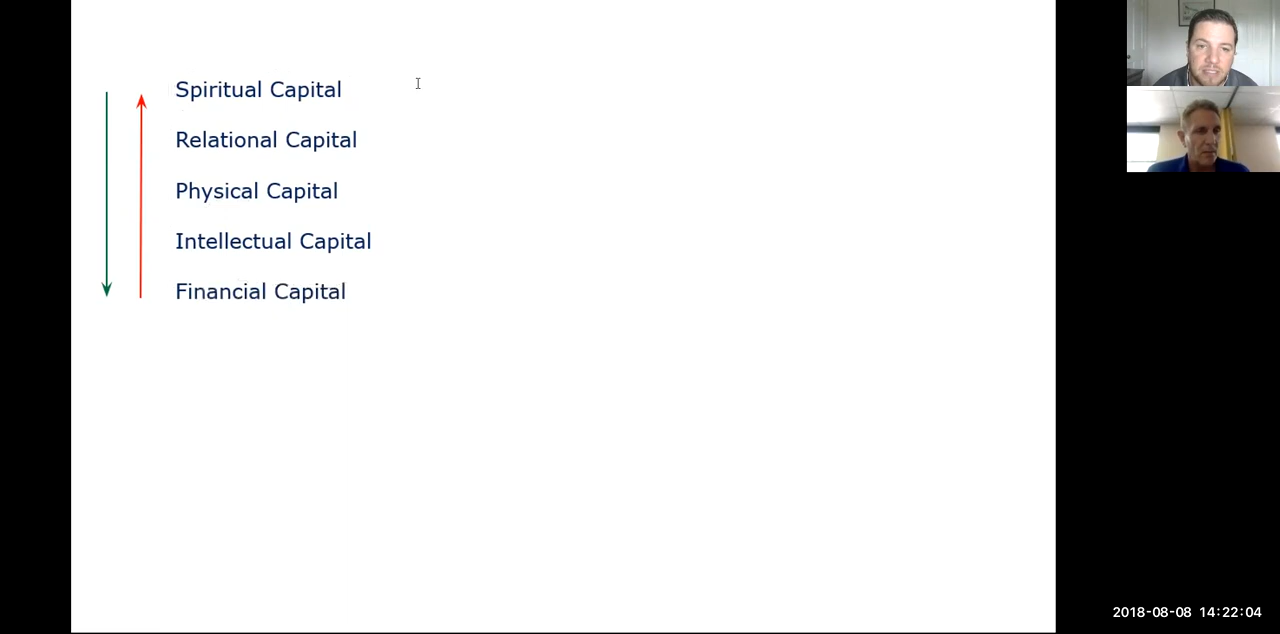 Spiritual Capital
Relational Capital
Physical Capital
Intellectual Capital
Financial Capital
2018-08-08 14:22:04